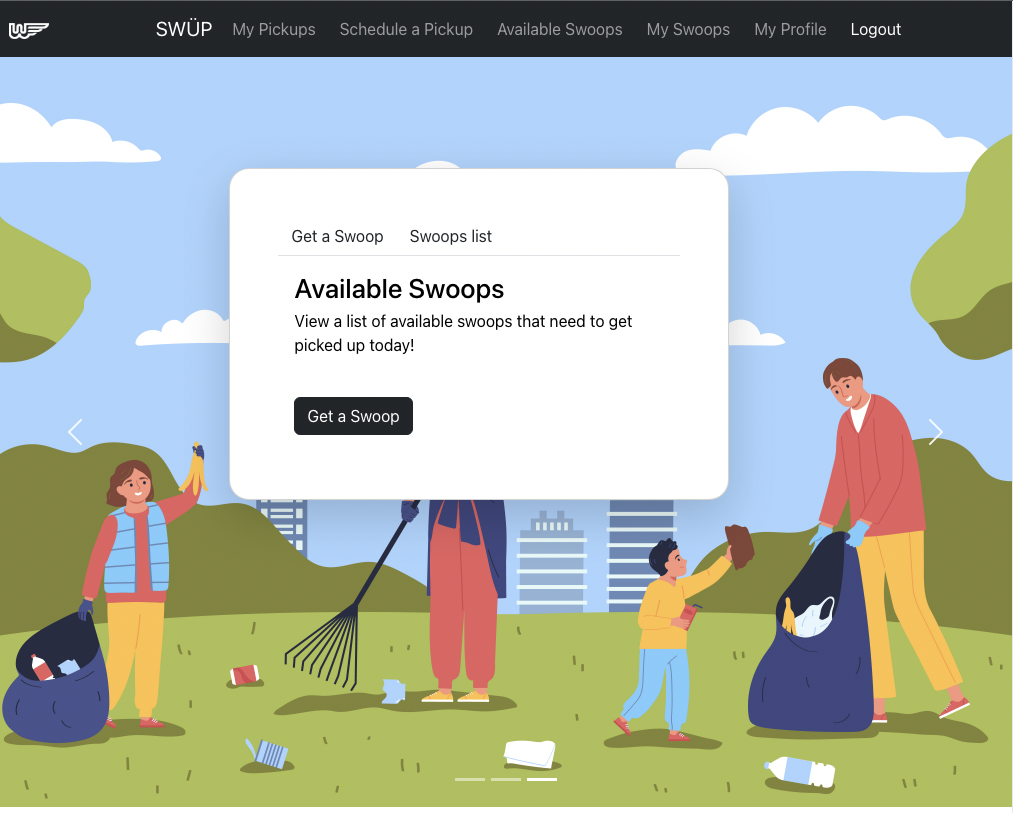 SWÜP My Pickups Schedule a Pickup Available Swoops My Swoops My Profile Logout
Get a Swoop Swoops list
Available Swoops
View a list of available swoops that need to get
picked up today!
Get a Swoop